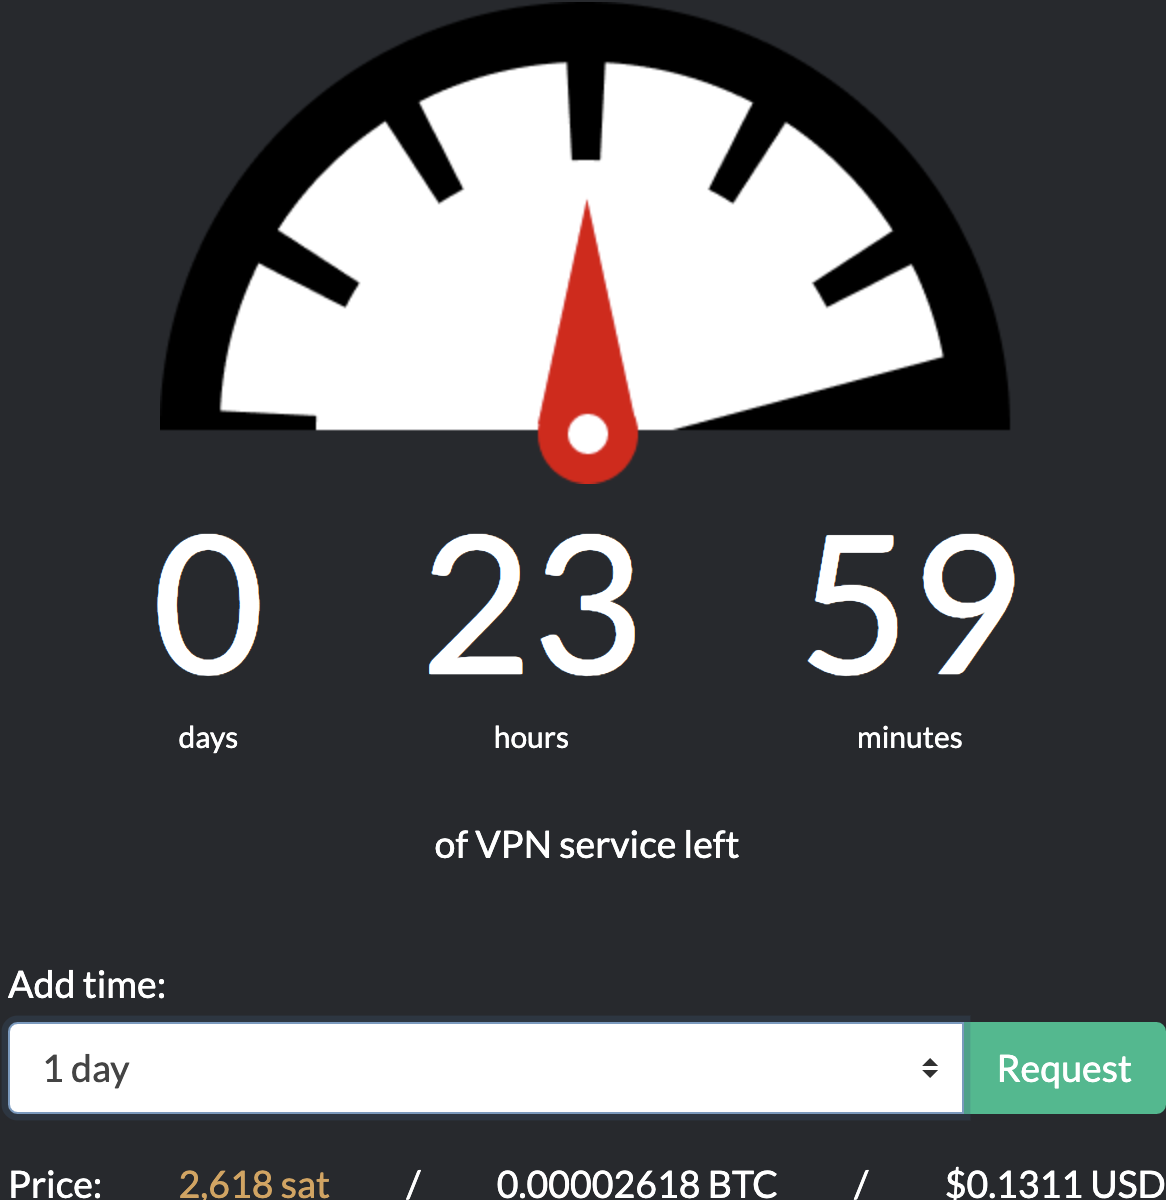 0 23 59
days hours minutes
of VPN service left
Add time:
1 day Request
Price: 2,618 sat / 0.00002618 BTC / $0.1311 USD